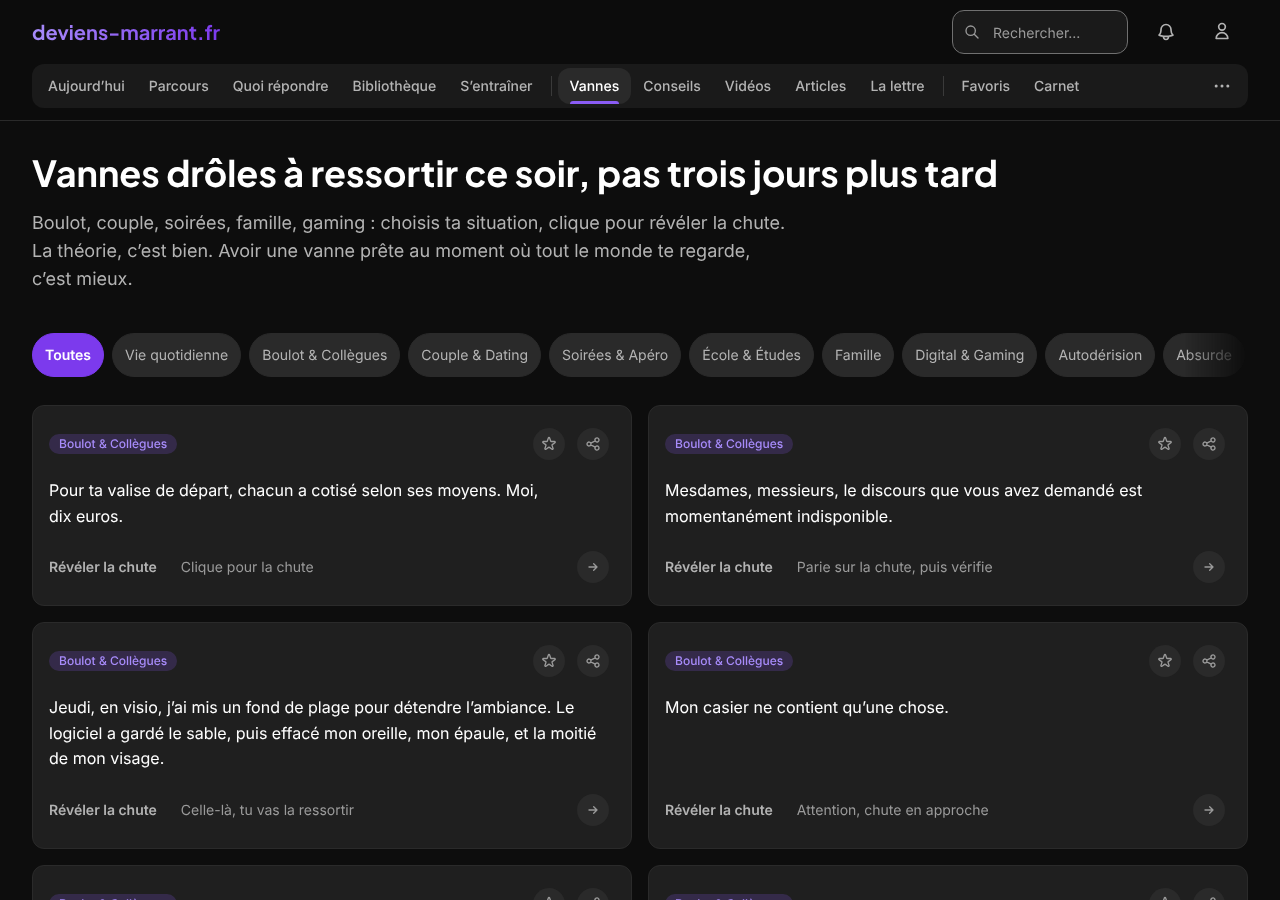 deviens-marrant.fr
Rechercher...
Aujourd’hui Parcours Quoi répondre Bibliothèque S’entraîner Vannes Conseils Vidéos Articles La lettre Favoris Carnet
Vannes drôles à ressortir ce soir, pas trois jours plus tard
Boulot, couple, soirées, famille, gaming : choisis ta situation, clique pour révéler la chute.
La théorie, c’est bien. Avoir une vanne prête au moment où tout le monde te regarde,
c’est mieux.
Toutes Vie quotidienne Boulot & Collègues Couple & Dating Soirées & Apéro École & Études Famille Digital & Gaming Autodérision Absurde
Boulot & Collègues
Pour ta valise de départ, chacun a cotisé selon ses moyens. Moi,
dix euros.
Révéler la chute Clique pour la chute
Boulot & Collègues
Mesdames, messieurs, le discours que vous avez demandé est
momentanément indisponible.
Révéler la chute Parie sur la chute, puis vérifie
Boulot & Collègues
Jeudi, en visio, j’ai mis un fond de plage pour détendre l’ambiance. Le
logiciel a gardé le sable, puis effacé mon oreille, mon épaule, et la moitié
de mon visage.
Révéler la chute Celle-là, tu vas la ressortir
Boulot & Collègues
Mon casier ne contient qu’une chose.
Révéler la chute Attention, chute en approche